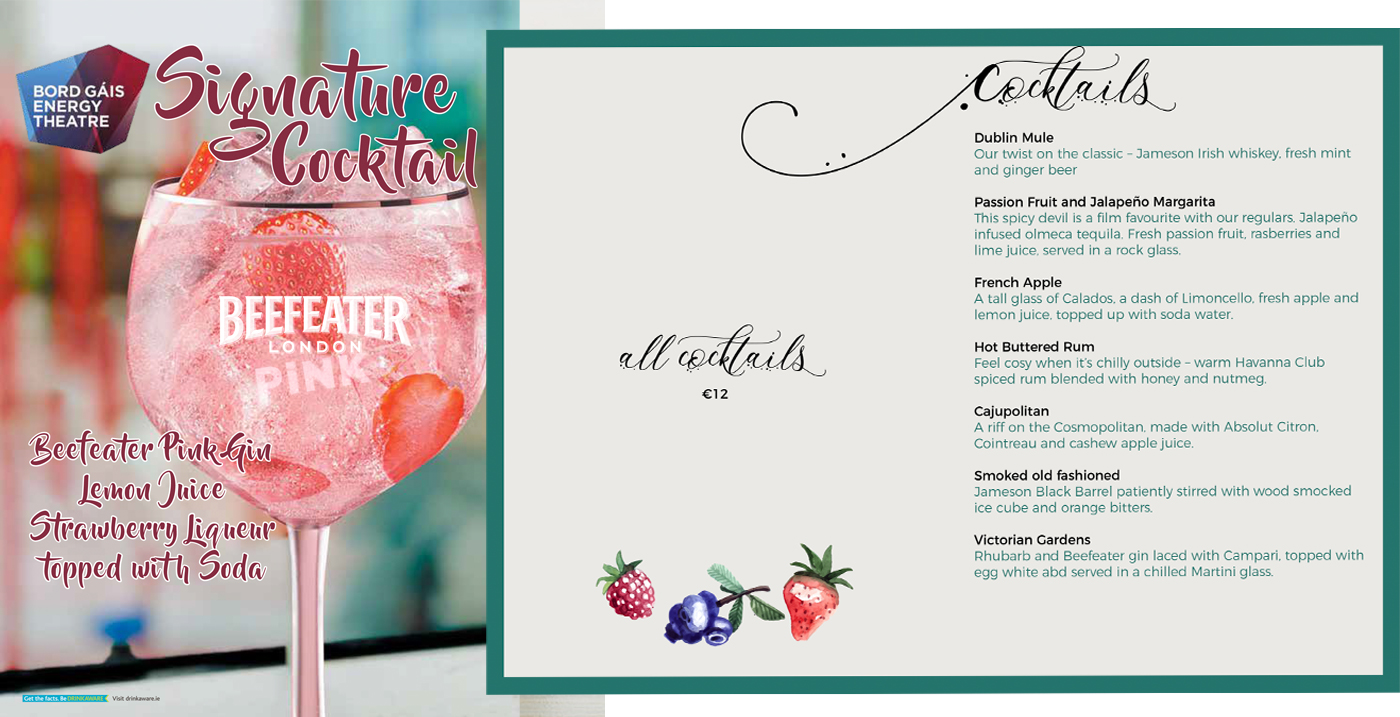 BORD GÁIS
ENERGY
THEATRE
Signature
Cocktail
BEEFEATER
LONDON
PINK
Beefeater Pink Gin
Lemon Juice
Strawberry Liqueur
topped with Soda
Get the facts. Be DRINKAWARE Visit drinkaware.ie
Cocktails
Dublin Mule
Our twist on the classic – Jameson Irish whiskey, fresh mint
and ginger beer
Passion Fruit and Jalapeño Margarita
This spicy devil is a film favourite with our regulars. Jalapeño
infused olmeca tequila. Fresh passion fruit, rasberries and
lime juice, served in a rock glass.
French Apple
A tall glass of Calados, a dash of Limoncello, fresh apple and
lemon juice, topped up with soda water.
Hot Buttered Rum
Feel cosy when it's chilly outside – warm Havanna Club
spiced rum blended with honey and nutmeg.
Cajupolitan
A riff on the Cosmopolitan, made with Absolut Citron,
Cointreau and cashew apple juice.
Smoked old fashioned
Jameson Black Barrel patiently stirred with wood smocked
ice cube and orange bitters.
Victorian Gardens
Rhubarb and Beefeater gin laced with Campari, topped with
egg white abd served in a chilled Martini glass.
all cocktails
€12